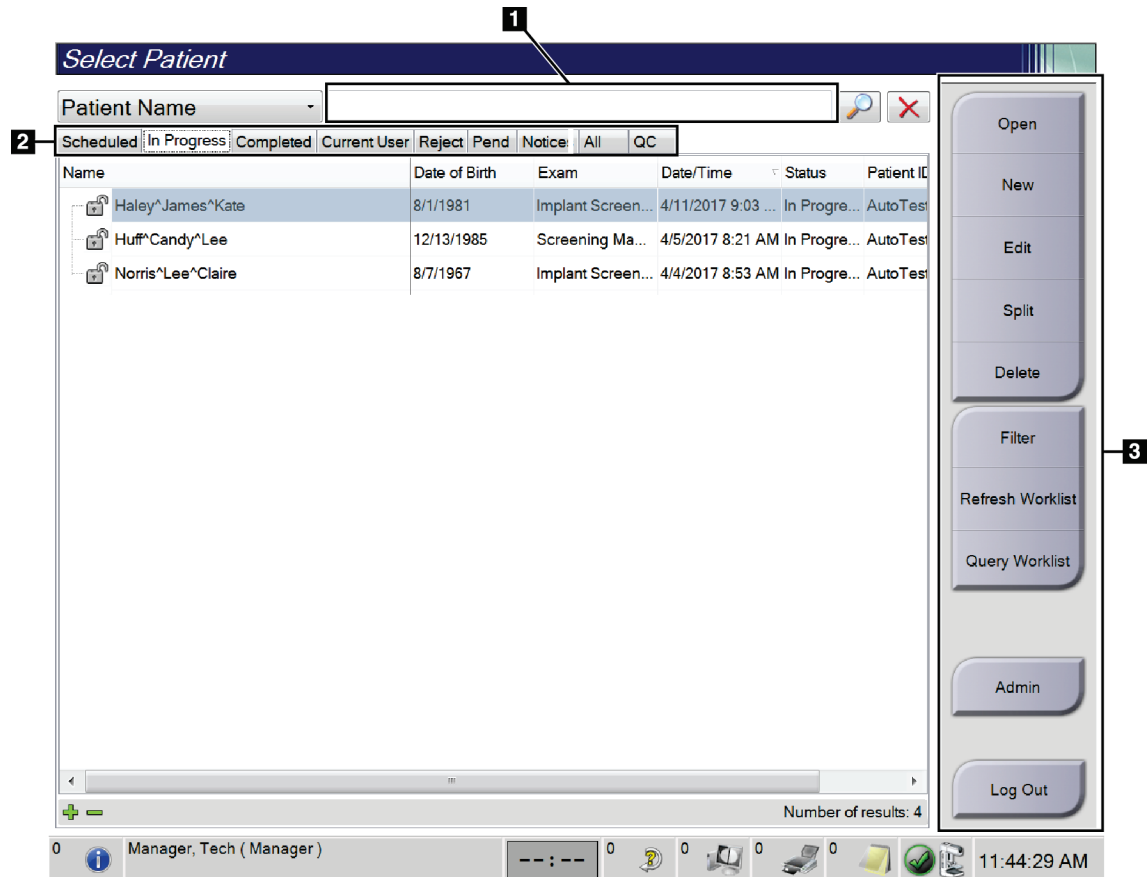 1
Select Patient
Patient Name
2
Scheduled In Progress Completed Current User Reject Pend Notice All QC
Name Date of Birth Exam Date/Time Status Patient ID
Haley^James^Kate 8/1/1981 Implant Screen... 4/11/2017 9:03 ... In Progre... AutoTest
Huff^Candy^Lee 12/13/1985 Screening Ma... 4/5/2017 8:21 AM In Progre... AutoTest
Norris^Lee^Claire 8/7/1967 Implant Screen... 4/4/2017 8:53 AM In Progre... AutoTest
Open
New
Edit
Split
Delete
Filter
3
Refresh Worklist
Query Worklist
Admin
Log Out
Number of results: 4
0 Manager, Tech ( Manager ) --:-- 0 0 0 0 11:44:29 AM